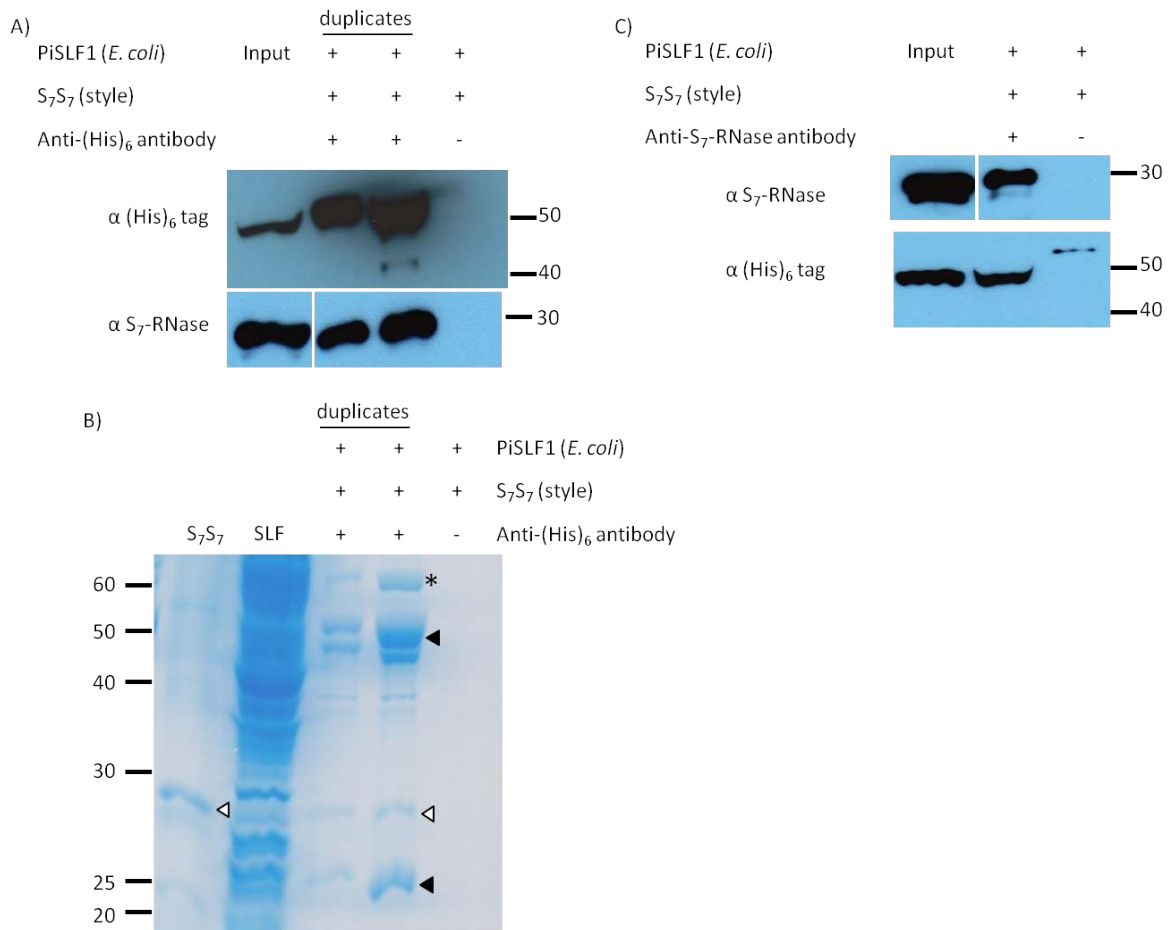 A)
duplicates
PiSLF1 (E. coli) Input + + +
S₇S₇ (style) + + +
Anti-(His)₆ antibody + + -
α (His)₆ tag
50
40
α S₇-RNase
30
C)
PiSLF1 (E. coli) Input + +
S₇S₇ (style) + +
Anti-S₇-RNase antibody + -
α S₇-RNase
30
α (His)₆ tag
50
40
B)
duplicates
+ + + PiSLF1 (E. coli)
+ + + S₇S₇ (style)
S₇S₇ SLF + + - Anti-(His)₆ antibody
60
*
50
40
30
25
20